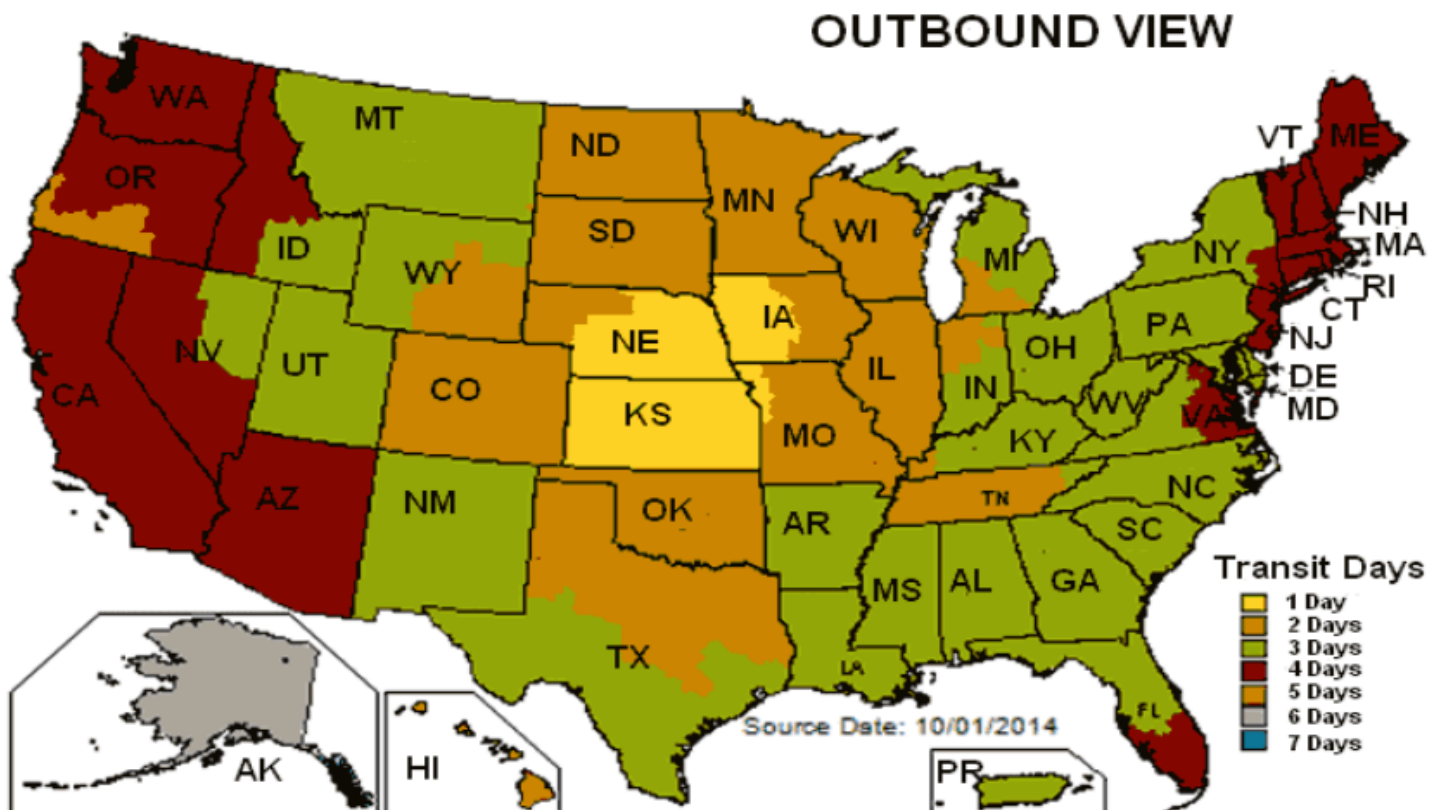 OUTBOUND VIEW
WA
MT
ND
VT
ME
OR
MN
NH
SD
WI
MA
ID
NY
MI
WY
RI
CT
IA
PA
NJ
NE
OH
NV
UT
IL
DE
CO
IN
CA
WV
MD
KS
VA
MO
KY
AZ
NM
TN
NC
OK
AR
SC
Transit Days
MS
AL
GA
1 Day
2 Days
3 Days
TX
LA
4 Days
5 Days
FL
6 Days
Source Date: 10/01/2014
7 Days
AK
HI
PR